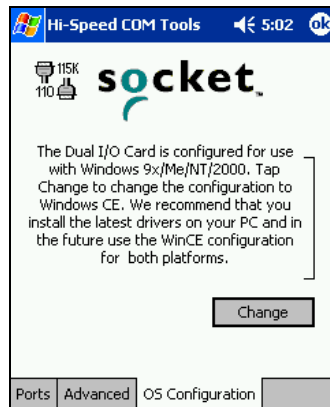 Hi-Speed COM Tools 5:02 ok
115K
110
socket
The Dual I/O Card is configured for use
with Windows 9x/Me/NT/2000. Tap
Change to change the configuration to
Windows CE. We recommend that you
install the latest drivers on your PC and in
the future use the WinCE configuration
for both platforms.
Change
Ports Advanced OS Configuration